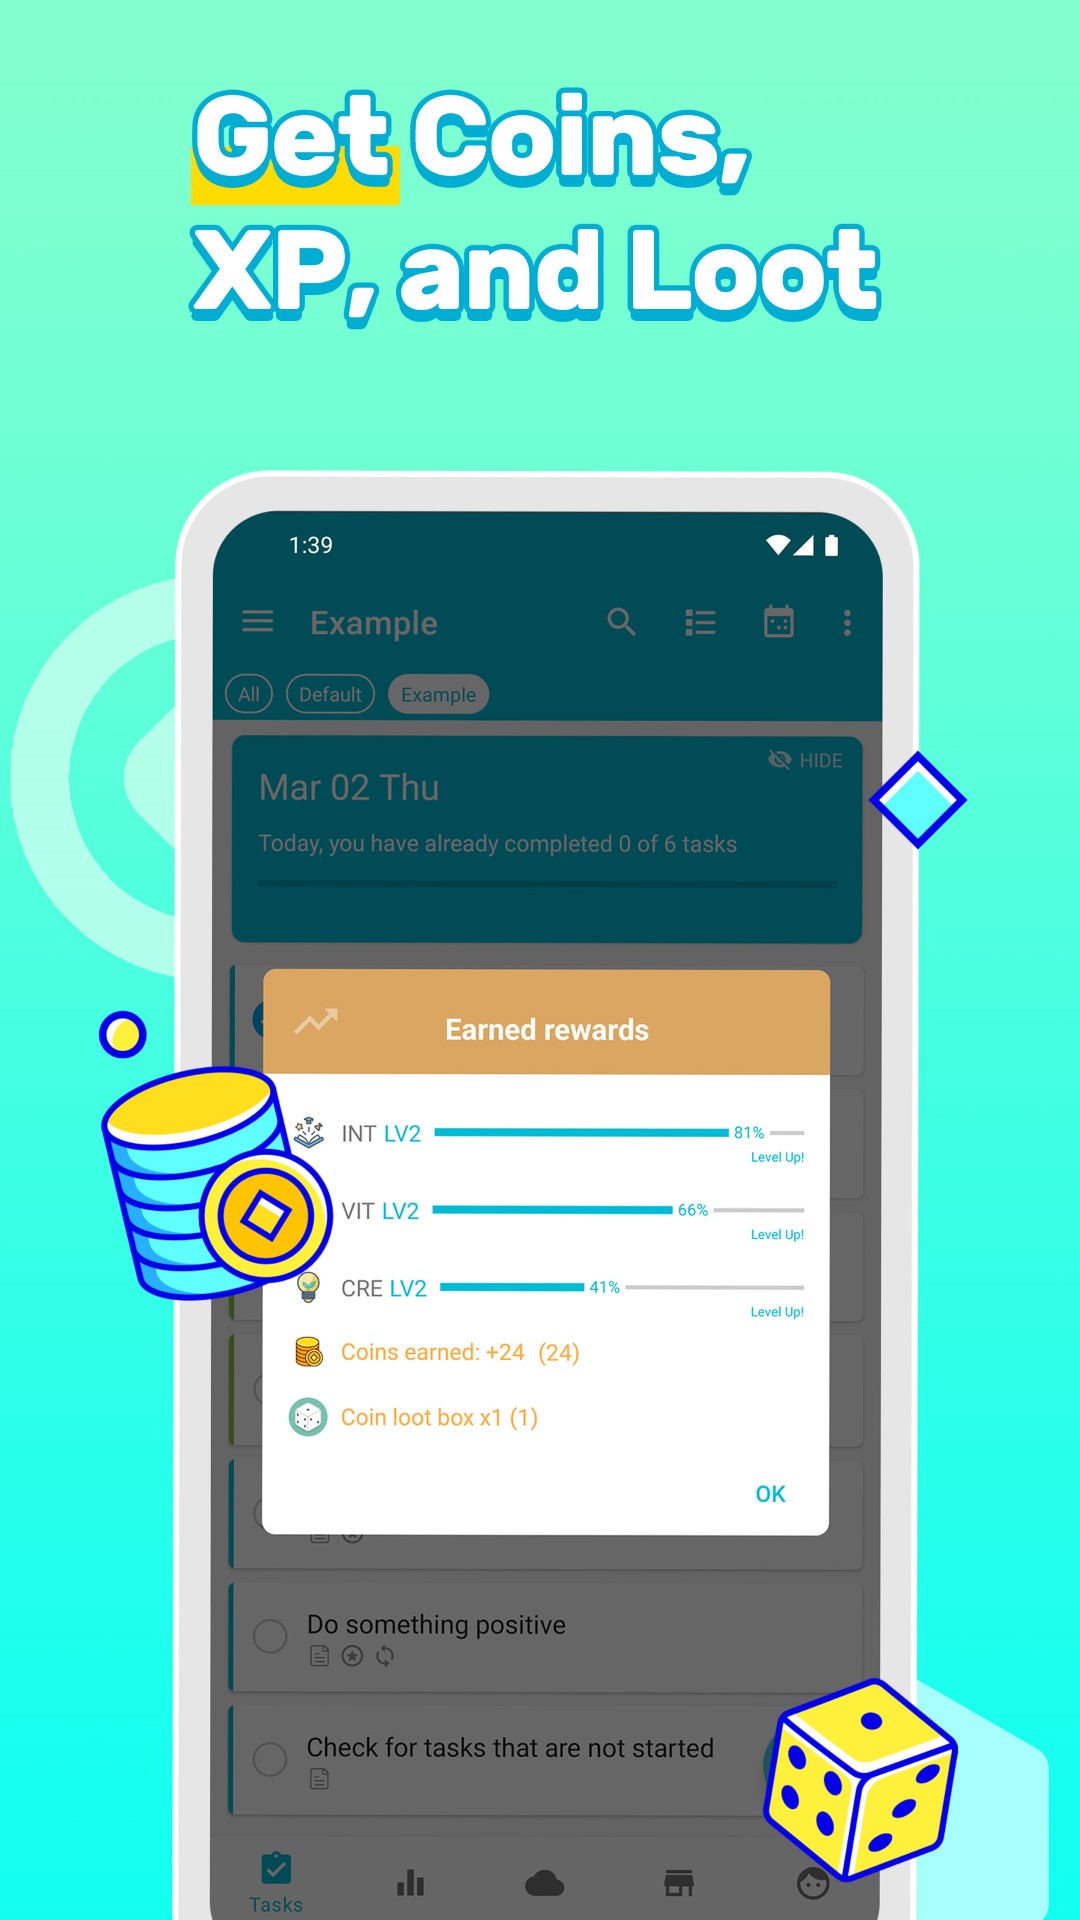 Get Coins,
XP, and Loot
1:39
Example
All Default Example
HIDE
Mar 02 Thu
Today, you have already completed 0 of 6 tasks
Earned rewards
INT LV2 81%
Level Up!
VIT LV2 66%
Level Up!
CRE LV2 41%
Level Up!
Coins earned: +24 (24)
Coin loot box x1 (1)
OK
Do something positive
Check for tasks that are not started
Tasks